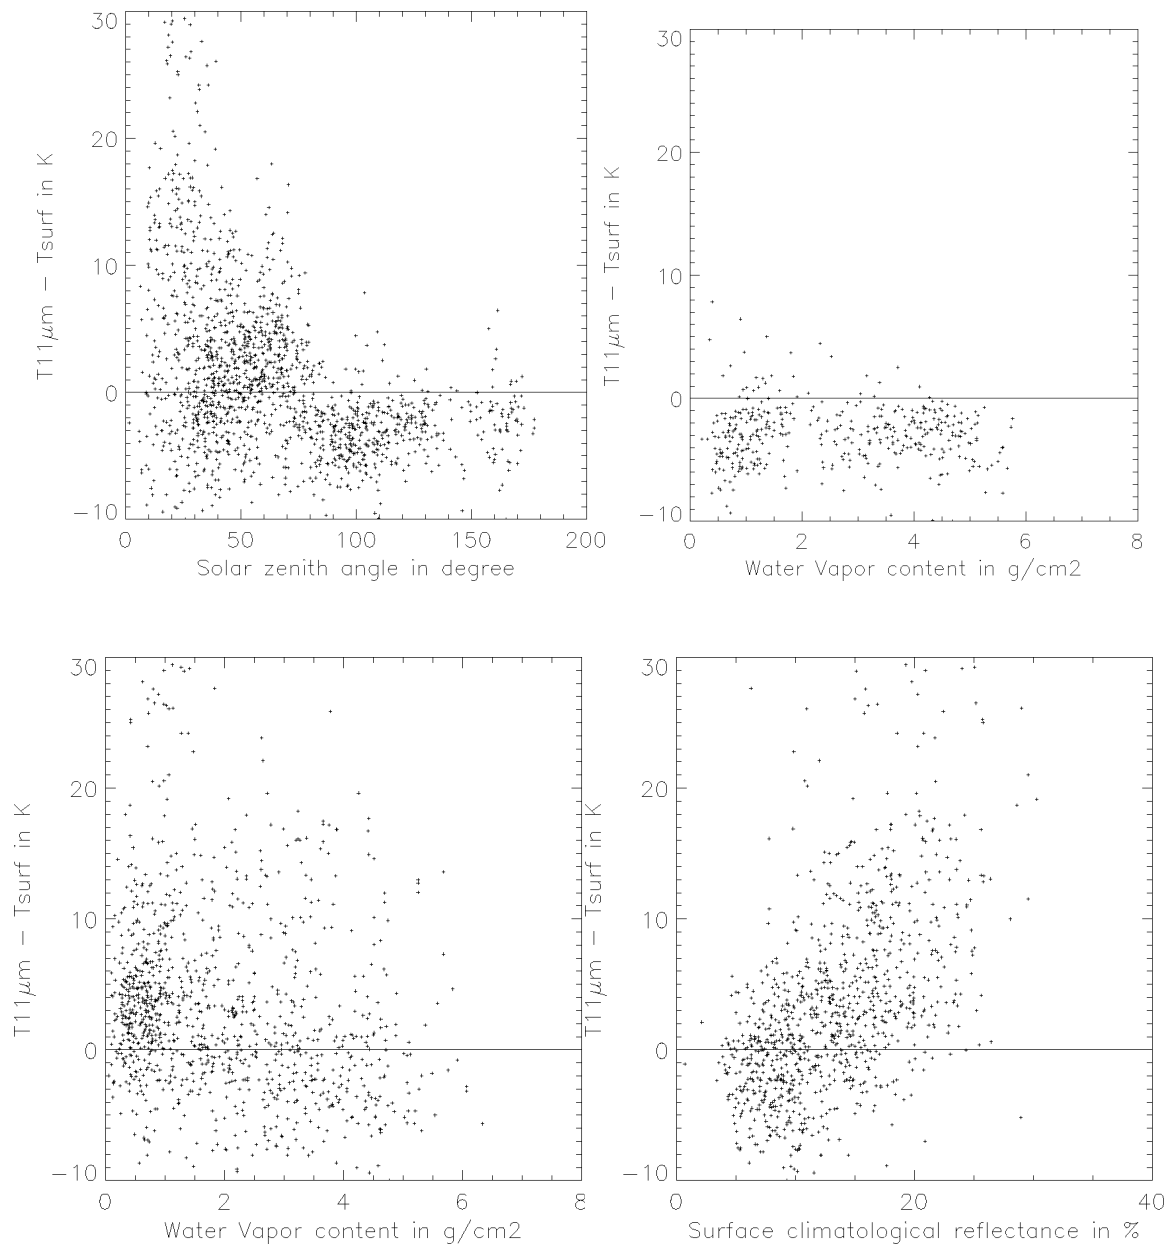 30
20
10
0
−10
T11μm − Tsurf in K
0 50 100 150 200
Solar zenith angle in degree
30
20
10
0
−10
T11μm − Tsurf in K
0 2 4 6 8
Water Vapor content in g/cm2
30
20
10
0
−10
T11μm − Tsurf in K
0 2 4 6 8
Water Vapor content in g/cm2
30
20
10
0
−10
T11μm − Tsurf in K
0 20 40
Surface climatological reflectance in %